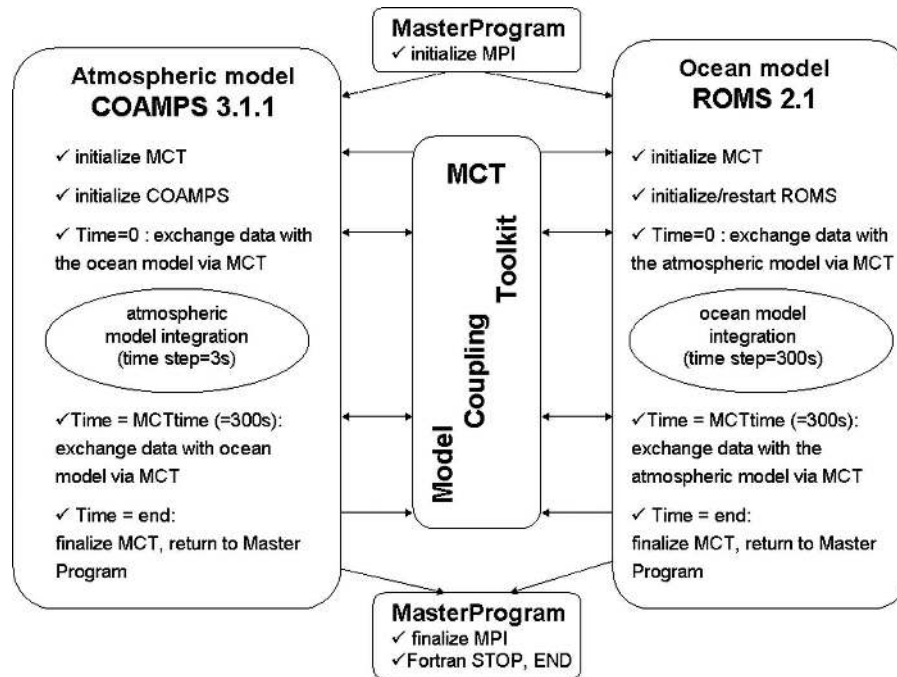 MasterProgram
✓ initialize MPI
Atmospheric model
COAMPS 3.1.1
✓ initialize MCT
✓ initialize COAMPS
✓ Time=0 : exchange data with
the ocean model via MCT
atmospheric
model integration
(time step=3s)
✓Time = MCTtime (=300s):
exchange data with ocean
model via MCT
✓ Time = end:
finalize MCT, return to Master
Program
MCT
Model
Coupling
Toolkit
Ocean model
ROMS 2.1
✓ initialize MCT
✓ initialize/restart ROMS
✓ Time=0 : exchange data with
the atmospheric model via MCT
ocean model
integration
(time step=300s)
✓Time = MCTtime (=300s):
exchange data with the
atmospheric model via MCT
✓ Time = end:
finalize MCT, return to Master
Program
MasterProgram
✓ finalize MPI
✓Fortran STOP, END